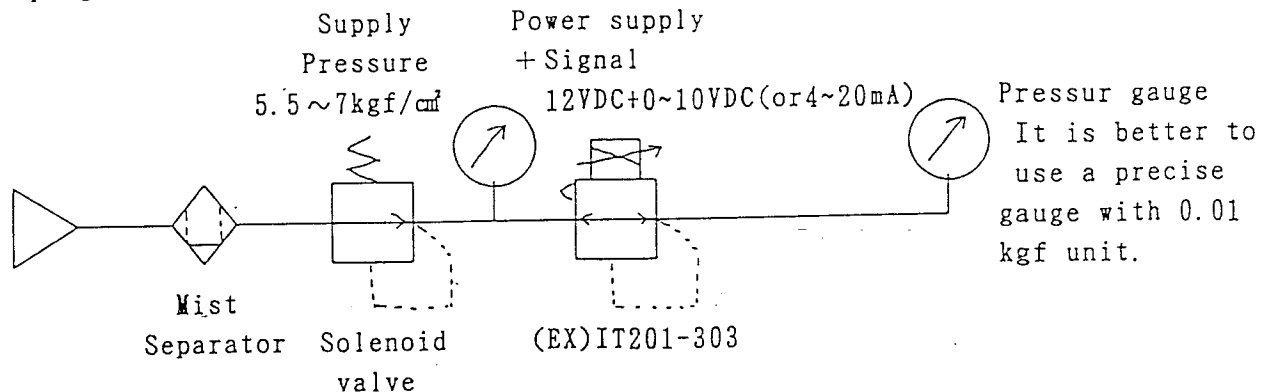 Supply
Pressure
5.5~7kgf/c㎡
Power supply
+Signal
12VDC+0~10VDC(or4~20mA)
Pressur gauge
It is better to
use a precise
gauge with 0.01
kgf unit.
Mist
Separator
Solenoid
valve
(EX)IT201-303